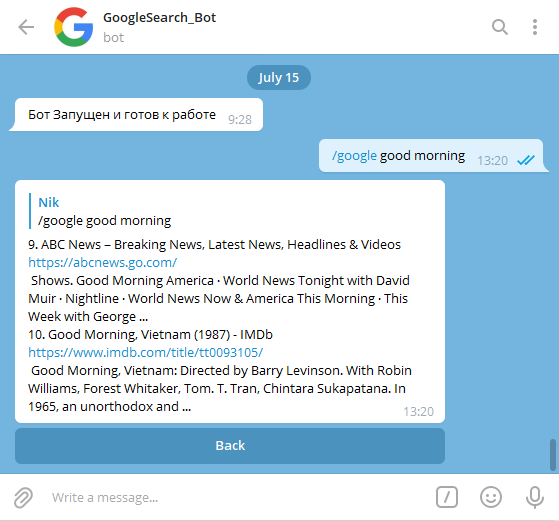 GoogleSearch_Bot
bot
July 15
Бот Запущен и готов к работе 9:28
/google good morning 13:20
Nik
/google good morning
9. ABC News – Breaking News, Latest News, Headlines & Videos
https://abcnews.go.com/
Shows. Good Morning America · World News Tonight with David
Muir · Nightline · World News Now & America This Morning · This
Week with George ...
10. Good Morning, Vietnam (1987) - IMDb
https://www.imdb.com/title/tt0093105/
Good Morning, Vietnam: Directed by Barry Levinson. With Robin
Williams, Forest Whitaker, Tom. T. Tran, Chintara Sukapatana. In
1965, an unorthodox and ... 13:20
Back
Write a message...